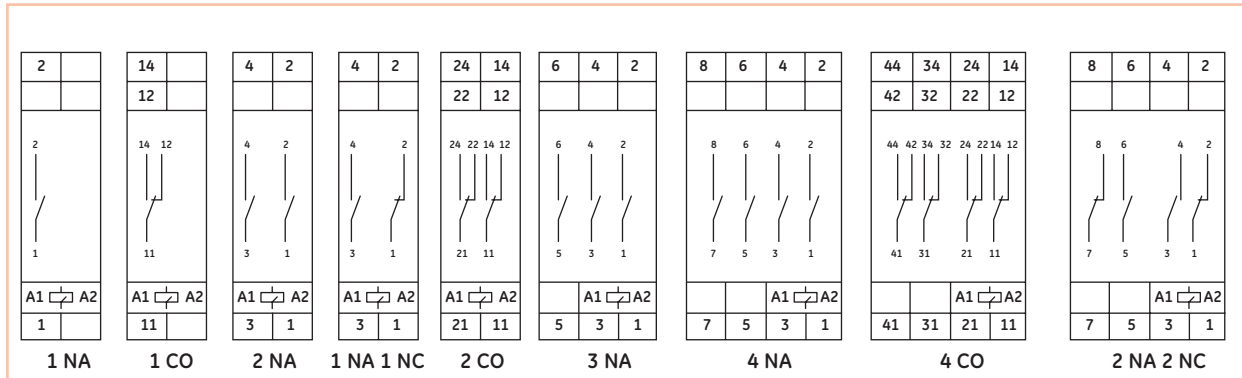 2
2
1
A1 A2
1
1 NA
14
12
14 12
11
A1 A2
11
1 CO
4 2
4 2
3 1
A1 A2
3 1
2 NA
4 2
4 2
3 1
A1 A2
3 1
1 NA 1 NC
24 14
22 12
24 22 14 12
21 11
A1 A2
21 11
2 CO
6 4 2
6 4 2
5 3 1
A1 A2
5 3 1
3 NA
8 6 4 2
8 6 4 2
7 5 3 1
A1 A2
7 5 3 1
4 NA
44 34 24 14
42 32 22 12
44 42 34 32 24 22 14 12
41 31 21 11
A1 A2
41 31 21 11
4 CO
8 6 4 2
8 6 4 2
7 5 3 1
A1 A2
7 5 3 1
2 NA 2 NC